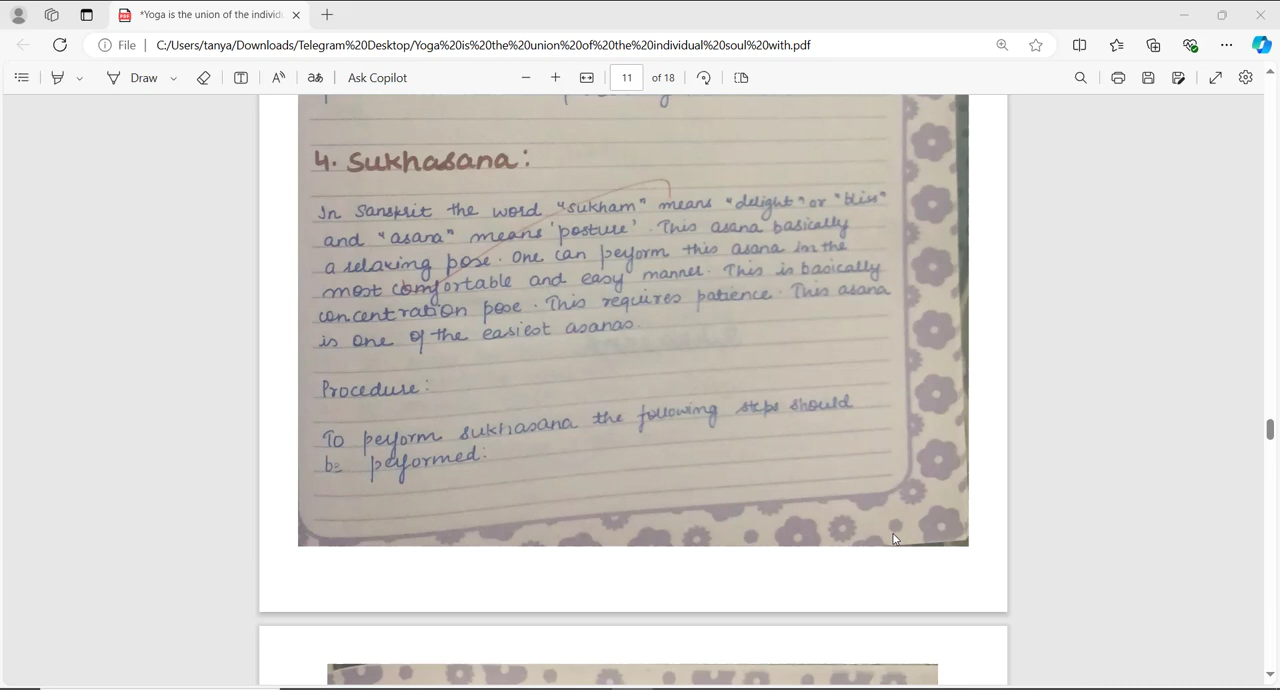 *Yoga is the union of the individu
File
C:/Users/tanya/Downloads/Telegram%20Desktop/Yoga%20is%20the%20union%20of%20the%20individual%20soul%20with.pdf
Draw
Ask Copilot
11
of 18
4. Sukhasana:
In Sanskrit the word "sukham" means "delight" or "bliss"
and "asana" means 'posture'. This asana basically
a relaxing pose. One can perform this asana in the
most comfortable and easy manner. This is basically
concentration pose. This requires patience. This asana
is one of the easiest asanas.
Procedure:
To perform sukhasana the following steps should
be performed: